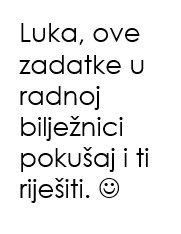 Luka, ove
zadatke u
radnoj
bilježnici
pokušaj i ti
riješiti. ☺